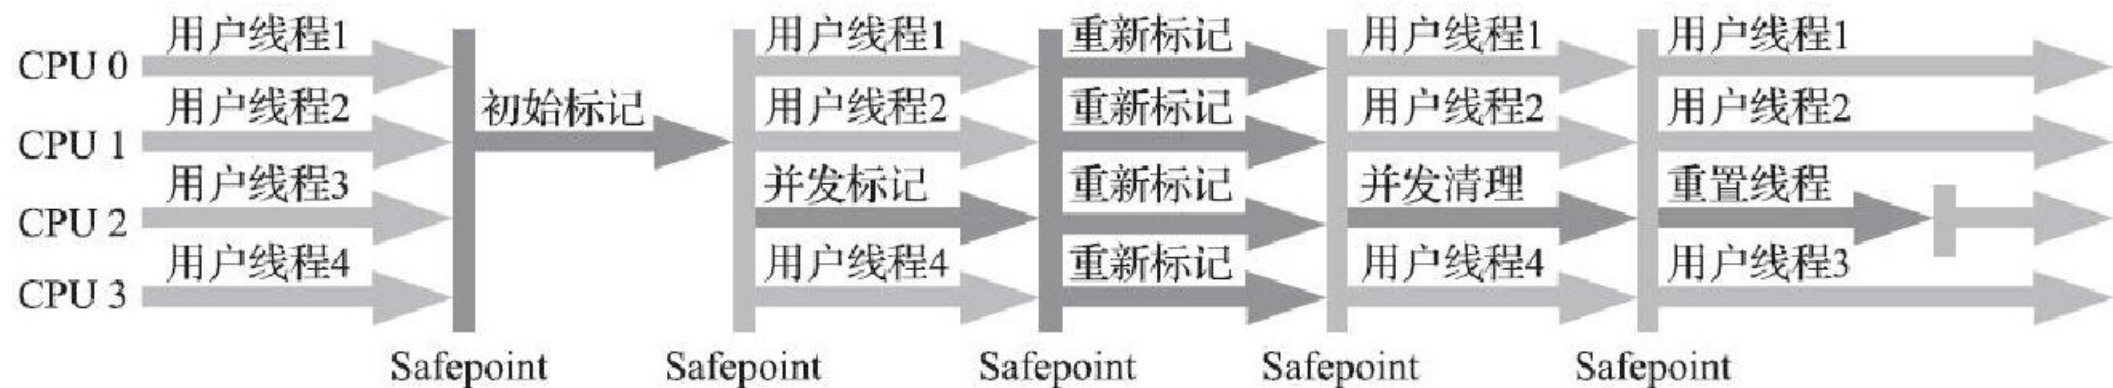 用户线程1 用户线程1 重新标记 用户线程1 用户线程1
CPU 0
用户线程2 初始标记 用户线程2 重新标记 用户线程2 用户线程2
CPU 1
用户线程3 并发标记 重新标记 并发清理 重置线程
CPU 2
用户线程4 用户线程4 重新标记 用户线程4 用户线程3
CPU 3
Safepoint Safepoint Safepoint Safepoint Safepoint